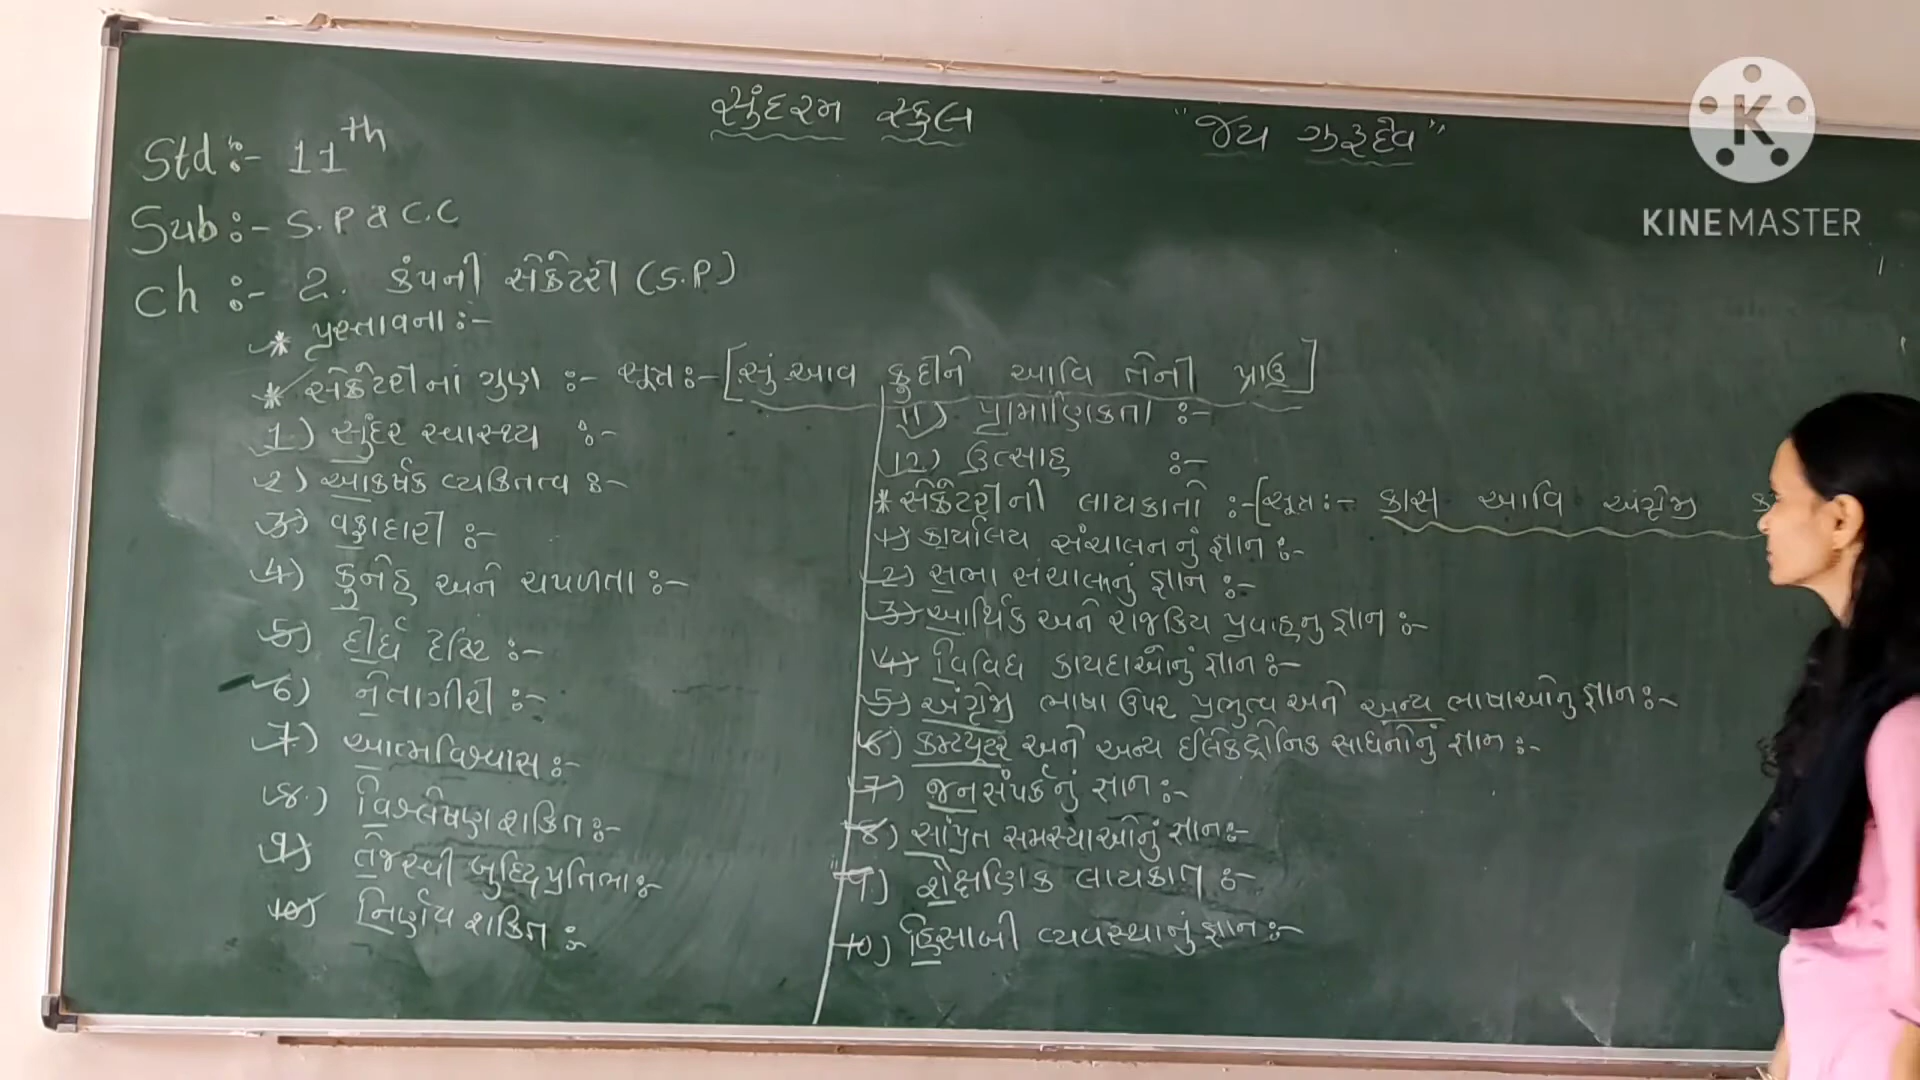 સુંદરમ સ્કુલ
"જય ગુરૂદેવ"
Std :- 11th
Sub :- S.P & C.C
Ch :- 2. કંપની સેક્રેટરી (S.P)
* પ્રસ્તાવના :-
* સેક્રેટરીનાં ગુણ :- સૂત્ર :- [સું આવ કુદીને આવિ તેની પ્રાઉ]
1) સુંદર સ્વાસ્થ્ય :-
2) આકર્ષક વ્યકિતત્વ :-
3) વફાદારી :-
4) કુનેહ અને ચપળતા :-
5) દીર્ઘ દ્રષ્ટિ :-
6) નેતાગીરી :-
7) આત્મવિશ્વાસ :-
8) વિશ્લેષણ શકિત :-
9) તેજસ્વી બુધ્ધિપ્રતિભા :-
10) નિર્ણય શકિત :-
11) પ્રામાણિકતા :-
12) ઉત્સાહ :-
* સેક્રેટરીની લાયકાતો :- [સૂત્ર :- કાસ આવિ અંગ્રેજી
1) કાર્યાલય સંચાલનનું જ્ઞાન :-
2) સભા સંચાલાનું જ્ઞાન :-
3) આર્થિક અને રાજકિય પ્રવાહનુ જ્ઞાન :-
4) વિવિધ કાયદાઓનું જ્ઞાન :-
5) અંગ્રેજી ભાષા ઉપર પ્રભુત્વ અને અન્ય ભાષાઓનુ જ્ઞાન :-
6) કમ્પ્યૂટર અને અન્ય ઈલેકટ્રોનિક સાધનોનું જ્ઞાન :-
7) જનસંપર્કનું જ્ઞાન :-
8) સાંપ્રત સમસ્યાઓનું જ્ઞાન :-
9) શૈક્ષણિક લાયકાત :-
10) હિસાબી વ્યવસ્થાનું જ્ઞાન :-
K
KINEMASTER